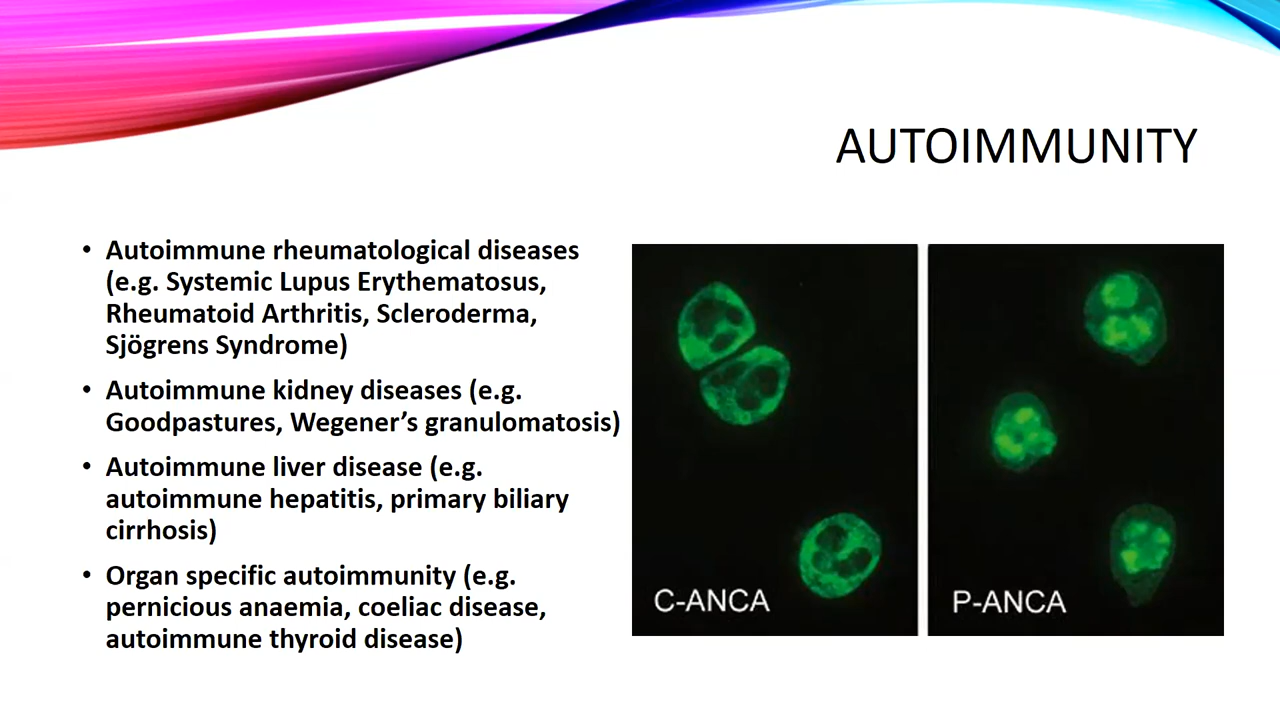 AUTOIMMUNITY
• Autoimmune rheumatological diseases
(e.g. Systemic Lupus Erythematosus,
Rheumatoid Arthritis, Scleroderma,
Sjögrens Syndrome)
• Autoimmune kidney diseases (e.g.
Goodpastures, Wegener’s granulomatosis)
• Autoimmune liver disease (e.g.
autoimmune hepatitis, primary biliary
cirrhosis)
• Organ specific autoimmunity (e.g.
pernicious anaemia, coeliac disease,
autoimmune thyroid disease)
C-ANCA
P-ANCA